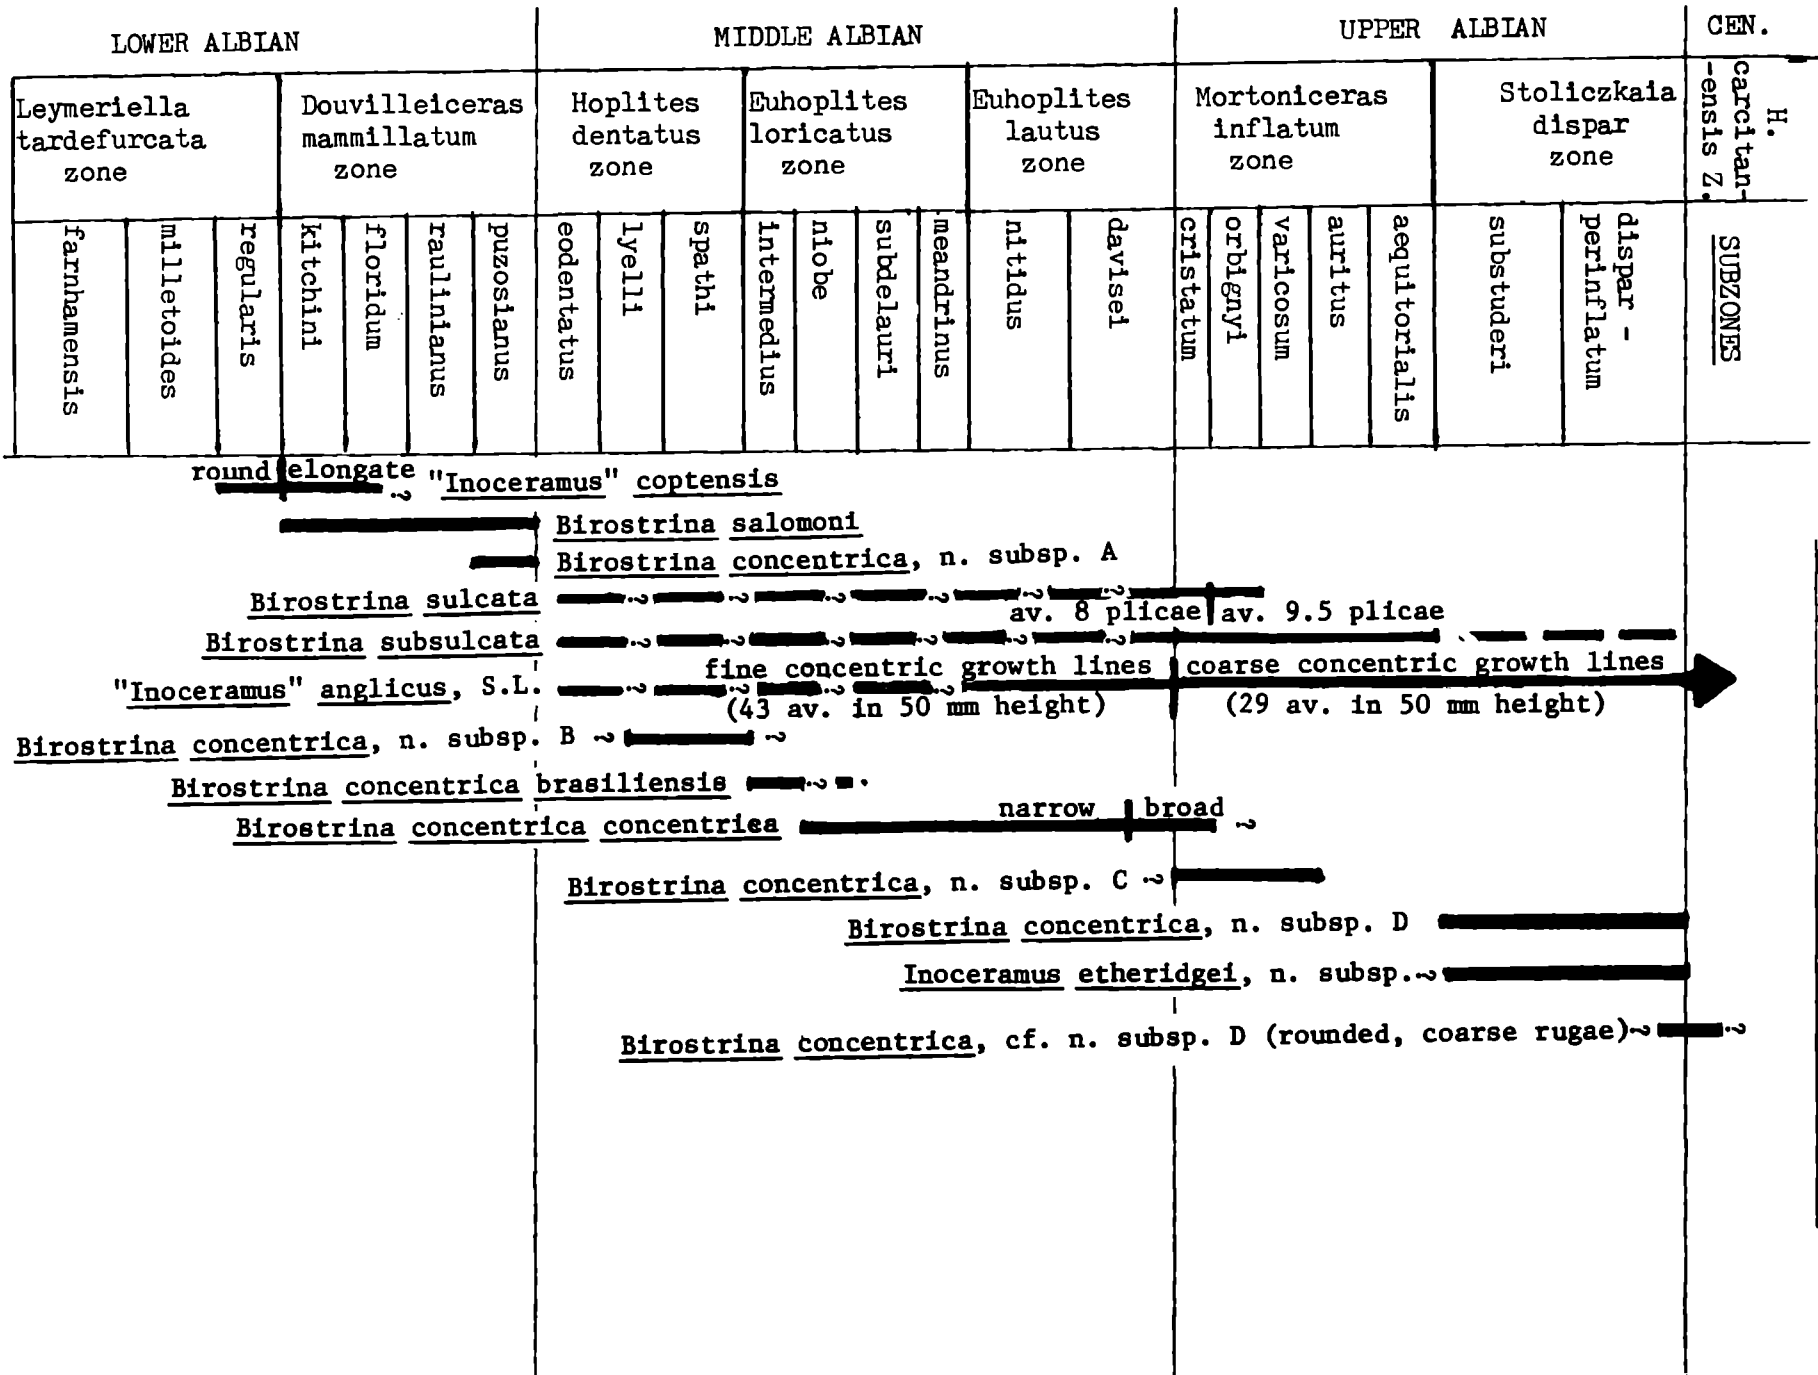 LOWER ALBIAN
MIDDLE ALBIAN
UPPER ALBIAN
CEN.
Leymeriella
tardefurcata
zone
Douvilleiceras
mammillatum
zone
Hoplites
dentatus
zone
Euhoplites
loricatus
zone
Euhoplites
lautus
zone
Mortoniceras
inflatum
zone
Stoliczkaia
dispar
zone
H.
carcitan-
-ensis Z.
farnhamensis
milletoides
regularis
kitchini
floridum
raulinianus
puzosianus
eodentatus
lyelli
spathi
intermedius
niobe
subdelauri
meandrinus
nitidus
davisei
cristatum
orbignyi
varicosum
auritus
aequitorialis
substuderi
dispar -
perinflatum
SUBZONES
round elongate ? "Inoceramus" coptensis
Birostrina salomoni
Birostrina concentrica, n. subsp. A
Birostrina sulcata ? ? ? ? ? ?
av. 8 plicae av. 9.5 plicae
Birostrina subsulcata ? ? ? ? ? ?
fine concentric growth lines coarse concentric growth lines
"Inoceramus" anglicus, S.L. ? ? ? ?
(43 av. in 50 mm height) (29 av. in 50 mm height)
Birostrina concentrica, n. subsp. B ? ?
Birostrina concentrica brasiliensis ?
narrow broad
Birostrina concentrica concentrica ?
Birostrina concentrica, n. subsp. C ?
Birostrina concentrica, n. subsp. D
Inoceramus etheridgei, n. subsp. ?
Birostrina concentrica, cf. n. subsp. D (rounded, coarse rugae) ? ?